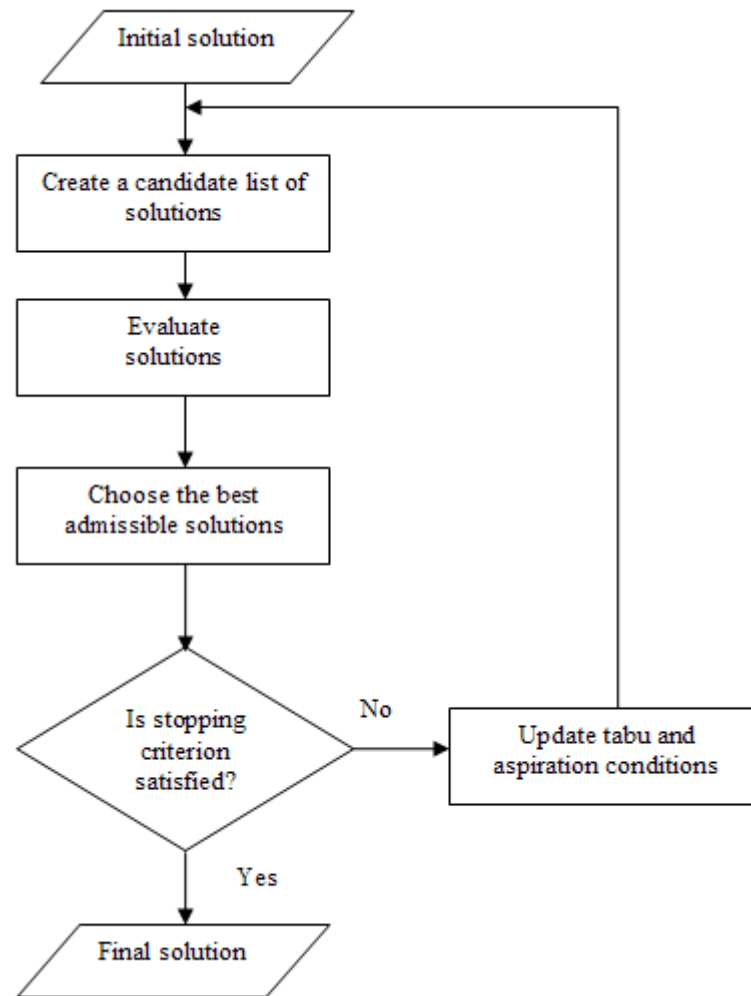 Initial solution
Create a candidate list of
solutions
Evaluate
solutions
Choose the best
admissible solutions
Is stopping
criterion
satisfied?
No
Update tabu and
aspiration conditions
Yes
Final solution